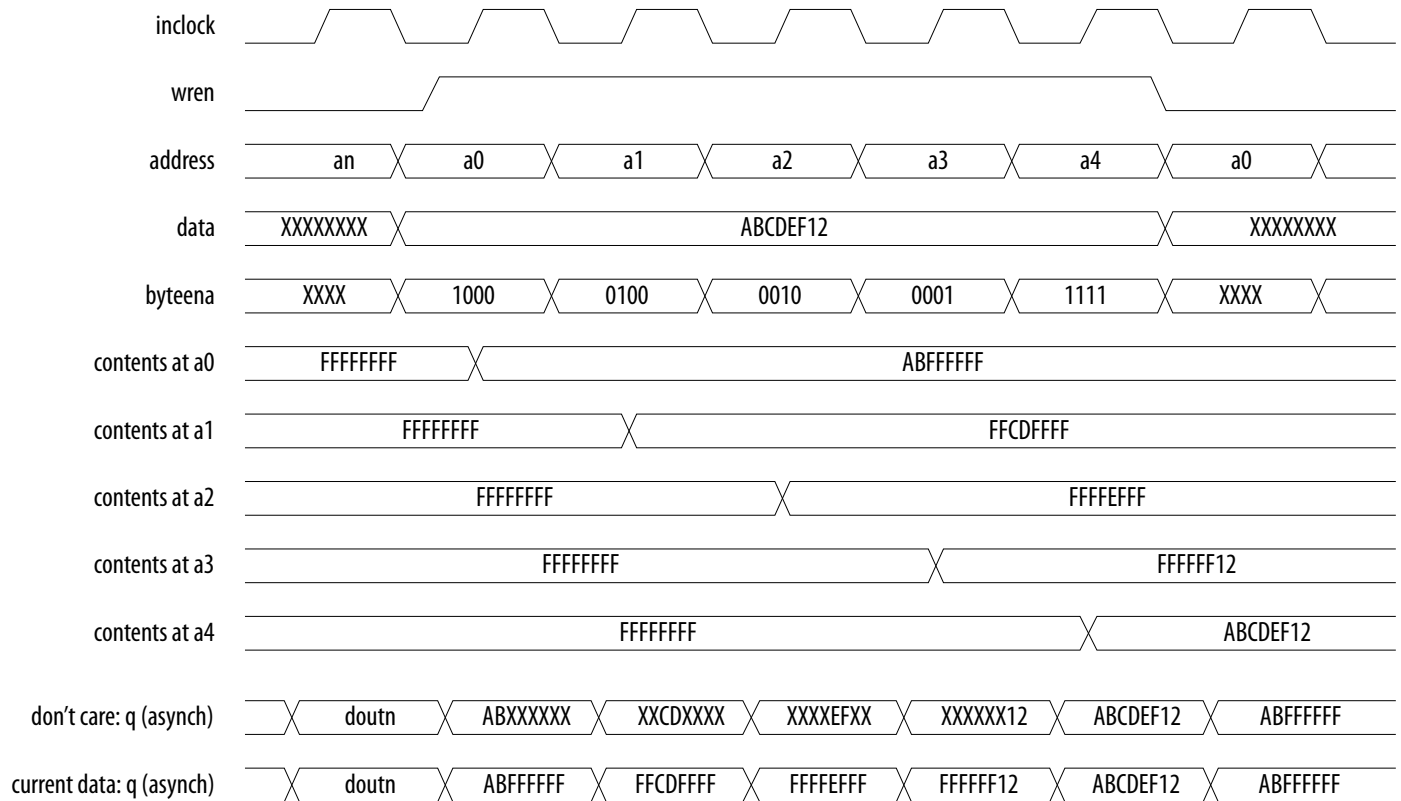 inclock
wren
address an a0 a1 a2 a3 a4 a0
data XXXXXXXX ABCDEF12 XXXXXXXX
byteena XXXX 1000 0100 0010 0001 1111 XXXX
contents at a0 FFFFFFFF ABFFFFFF
contents at a1 FFFFFFFF FFCDFFFF
contents at a2 FFFFFFFF FFFFEFFF
contents at a3 FFFFFFFF FFFFFF12
contents at a4 FFFFFFFF ABCDEF12
don't care: q (asynch) doutn ABXXXXXX XXCDXXXX XXXXEFXX XXXXXX12 ABCDEF12 ABFFFFFF
current data: q (asynch) doutn ABFFFFFF FFCDFFFF FFFFEFFF FFFFFF12 ABCDEF12 ABFFFFFF